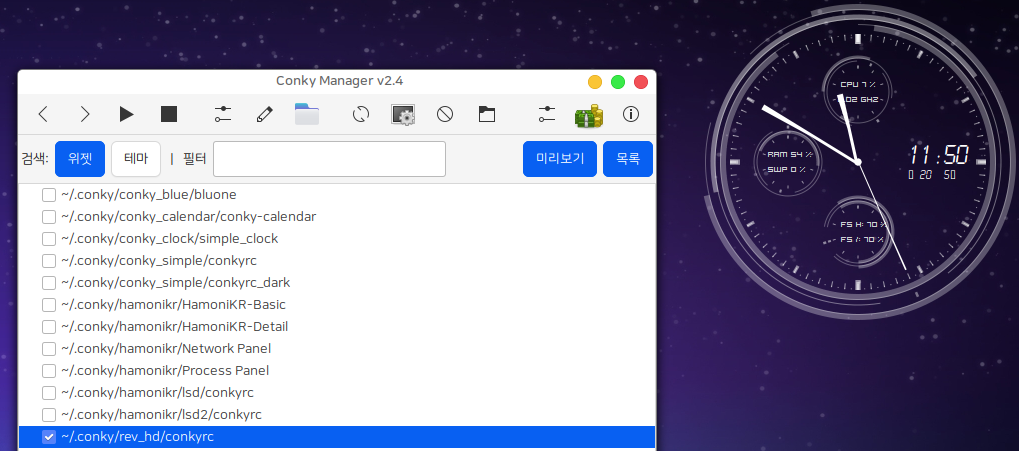 Conky Manager v2.4
검색: 위젯 테마 | 필터 미리보기 목록
~/.conky/conky_blue/bluone
~/.conky/conky_calendar/conky-calendar
~/.conky/conky_clock/simple_clock
~/.conky/conky_simple/conkyrc
~/.conky/conky_simple/conkyrc_dark
~/.conky/hamonikr/HamoniKR-Basic
~/.conky/hamonikr/HamoniKR-Detail
~/.conky/hamonikr/Network Panel
~/.conky/hamonikr/Process Panel
~/.conky/hamonikr/lsd/conkyrc
~/.conky/hamonikr/lsd2/conkyrc
~/.conky/rev_hd/conkyrc
CPU 7 %
GHZ
RAM 54 %
SWP 0 %
11:50
20 50
FS H: 70 %
FS /: 70 %